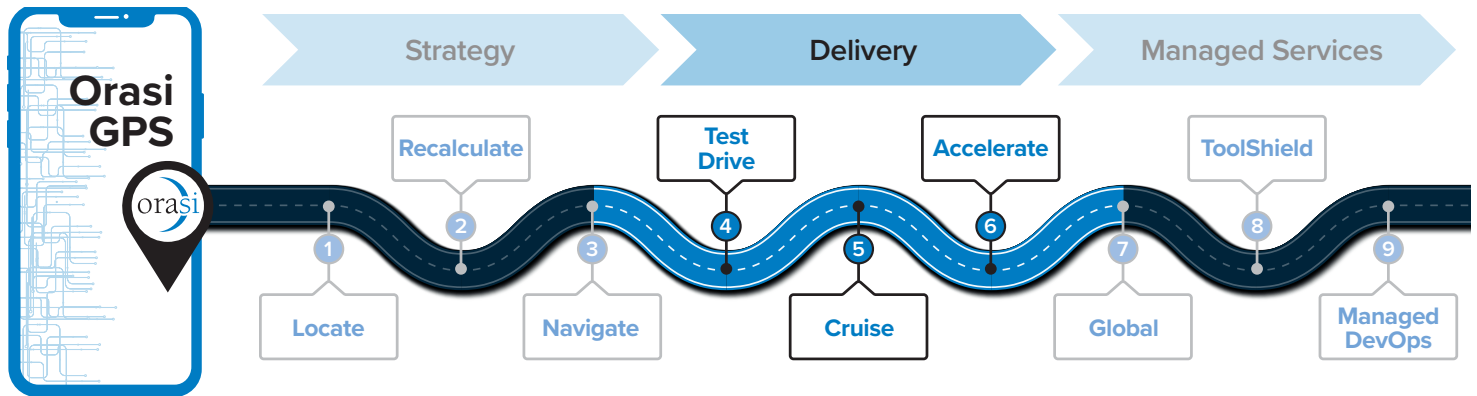 Orasi
GPS
orasi
Strategy
Delivery
Managed Services
1
Locate
2
Recalculate
3
Navigate
4
Test
Drive
5
Cruise
6
Accelerate
7
Global
8
ToolShield
9
Managed
DevOps